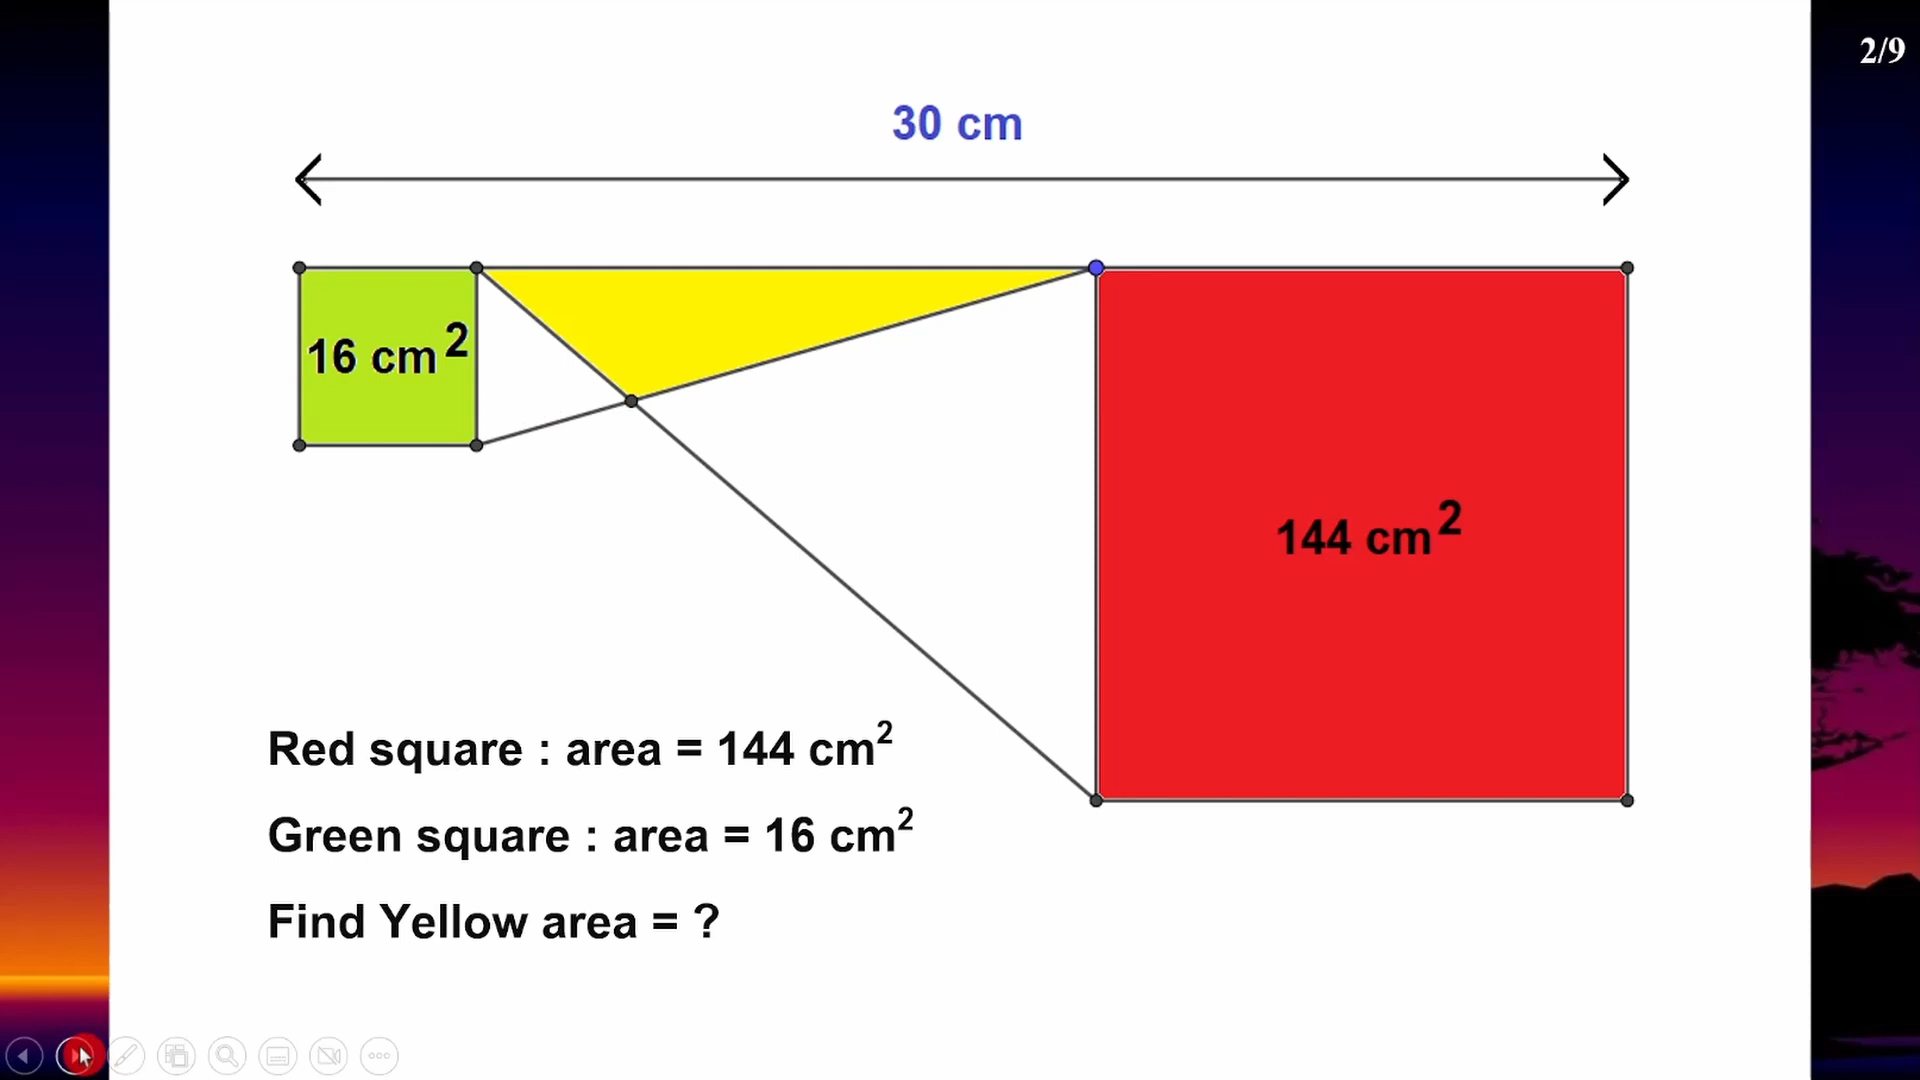 2/9
30 cm
16 cm²
144 cm²
Red square : area = 144 cm²
Green square : area = 16 cm²
Find Yellow area = ?